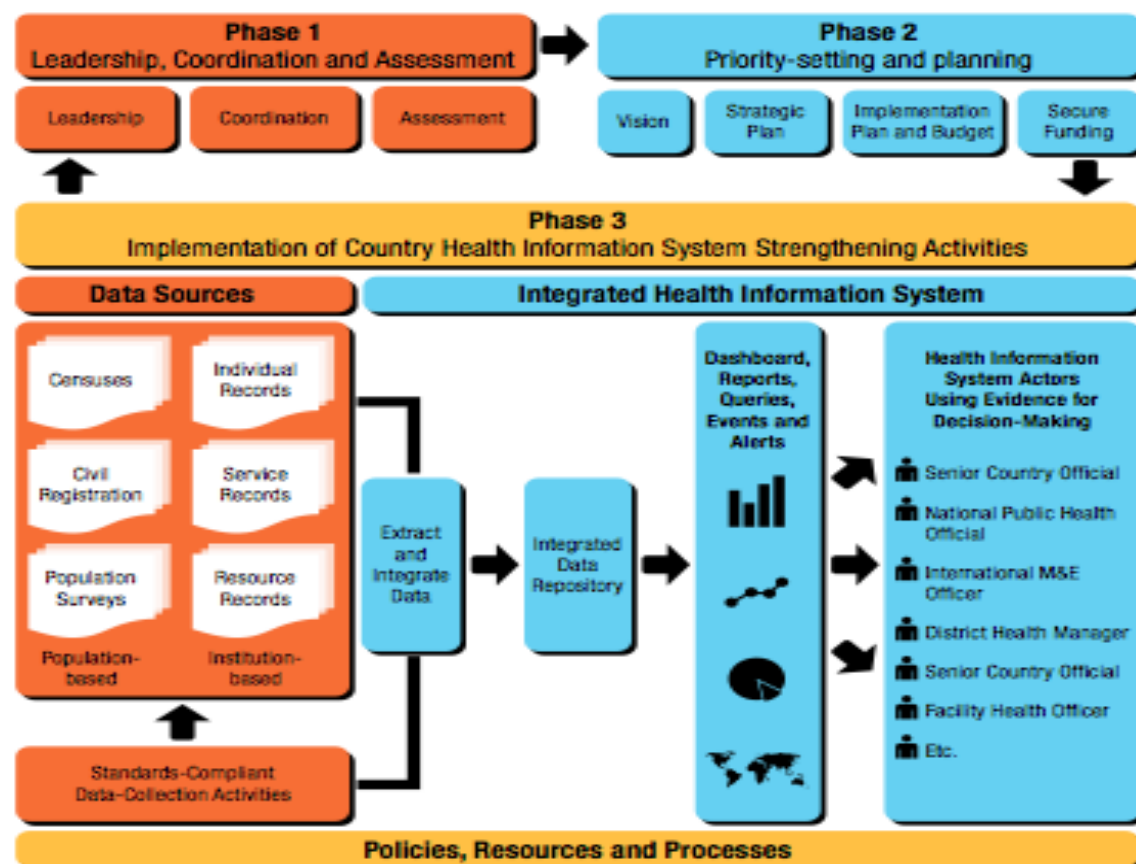 Phase 1
Leadership, Coordination and Assessment
Leadership
Coordination
Assessment
Phase 2
Priority-setting and planning
Vision
Strategic
Plan
Implementation
Plan and Budget
Secure
Funding
Phase 3
Implementation of Country Health Information System Strengthening Activities
Data Sources
Integrated Health Information System
Censuses
Individual
Records
Civil
Registration
Service
Records
Population
Surveys
Resource
Records
Population-
based
Institution-
based
Standards-Compliant
Data-Collection Activities
Extract
and
Integrate
Data
Integrated
Data
Repository
Dashboard,
Reports,
Queries,
Events and
Alerts
Health Information
System Actors
Using Evidence for
Decision-Making
Senior Country Official
National Public Health
Official
International M&E
Officer
District Health Manager
Senior Country Official
Facility Health Officer
Etc.
Policies, Resources and Processes